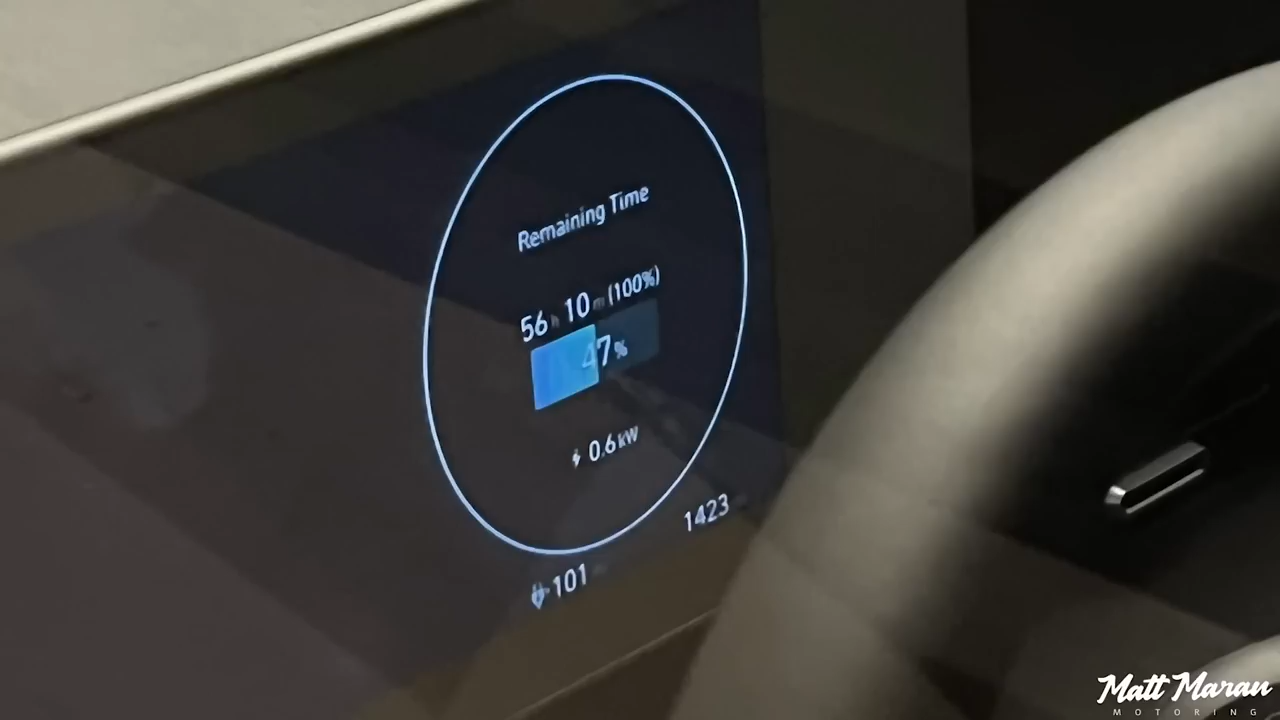 Remaining Time
56 h 10 m (100%)
47%
0.6 kW
1423
101
Matt Maran
MOTORING